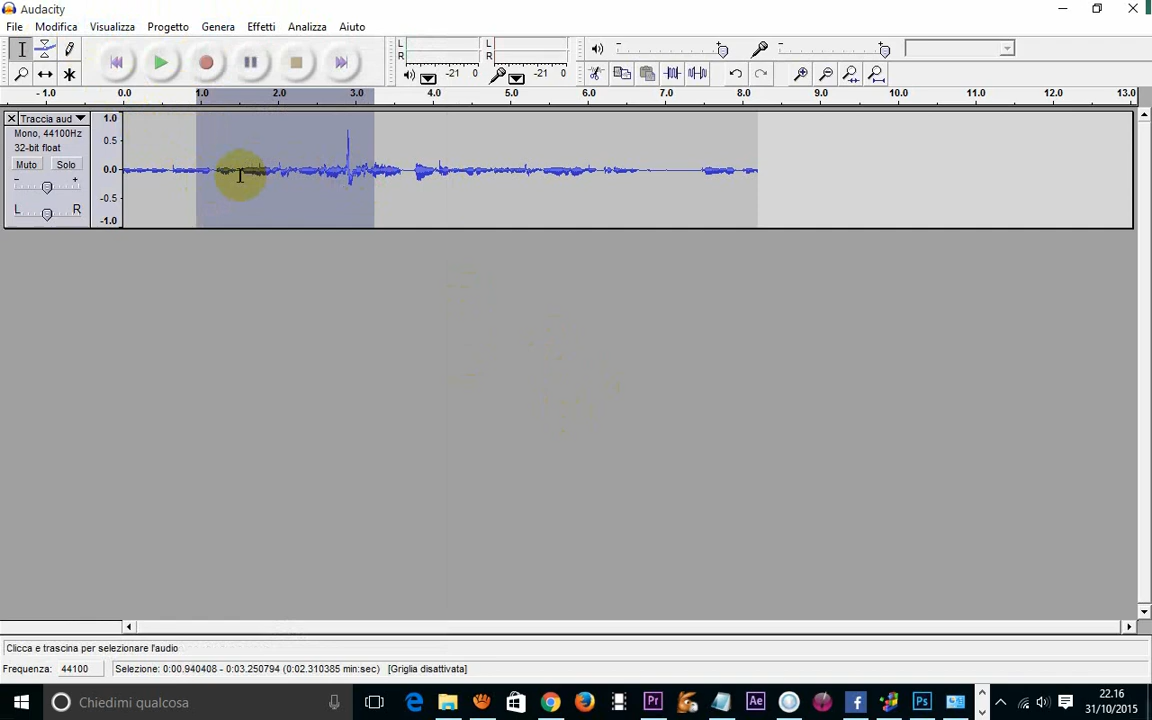 Audacity
File Modifica Visualizza Progetto Genera Effetti Analizza Aiuto
L L
R R
-21 0 -21 0
- + - +
- 1.0 0.0 1.0 2.0 3.0 4.0 5.0 6.0 7.0 8.0 9.0 10.0 11.0 12.0 13.0
Traccia aud
Mono, 44100Hz
32-bit float
Muto Solo
- +
L R
1.0
0.5
0.0
-0.5
-1.0
Clicca e trascina per selezionare l'audio
Frequenza: 44100 Selezione: 0:00.940408 - 0:03.250794 (0:02.310385 min:sec) [Griglia disattivata]
Chiedimi qualcosa
Pr Ae Ps
22.16
31/10/2015